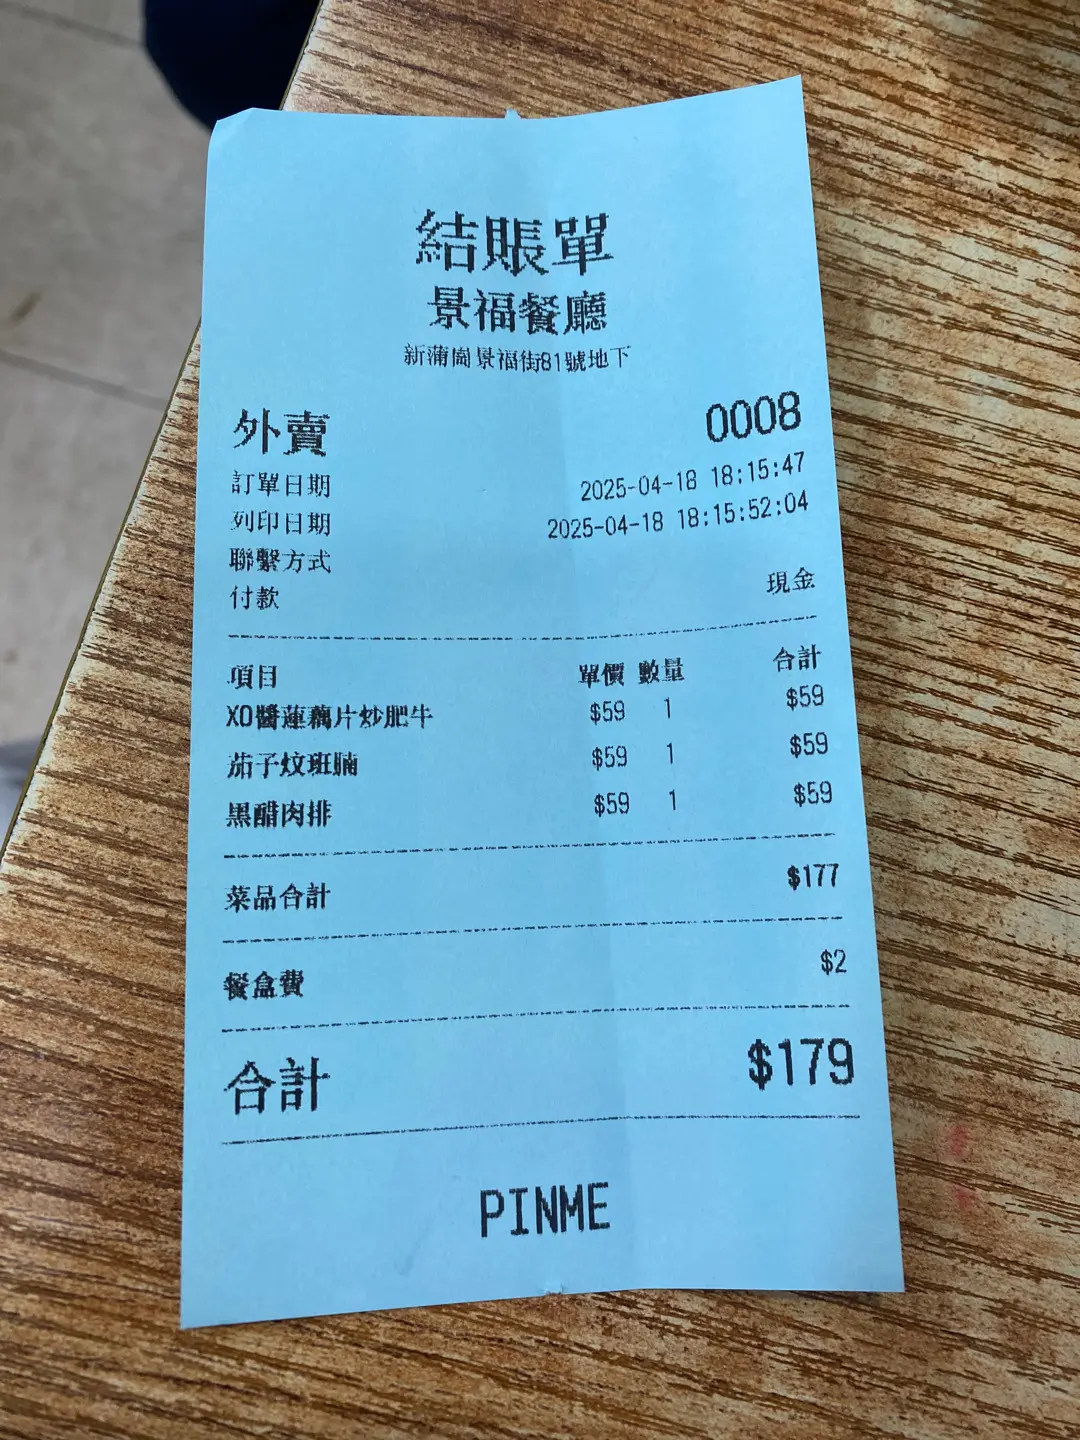 結賬單
景福餐廳
新蒲崗景福街81號地下
外賣 0008
訂單日期 2025-04-18 18:15:47
列印日期 2025-04-18 18:15:52:04
聯繫方式
付款 現金
項目 單價 數量 合計
XO醬蓮藕片炒肥牛 $59 1 $59
茄子炆班腩 $59 1 $59
黑醋肉排 $59 1 $59
菜品合計 $177
餐盒費 $2
合計 $179
PINME